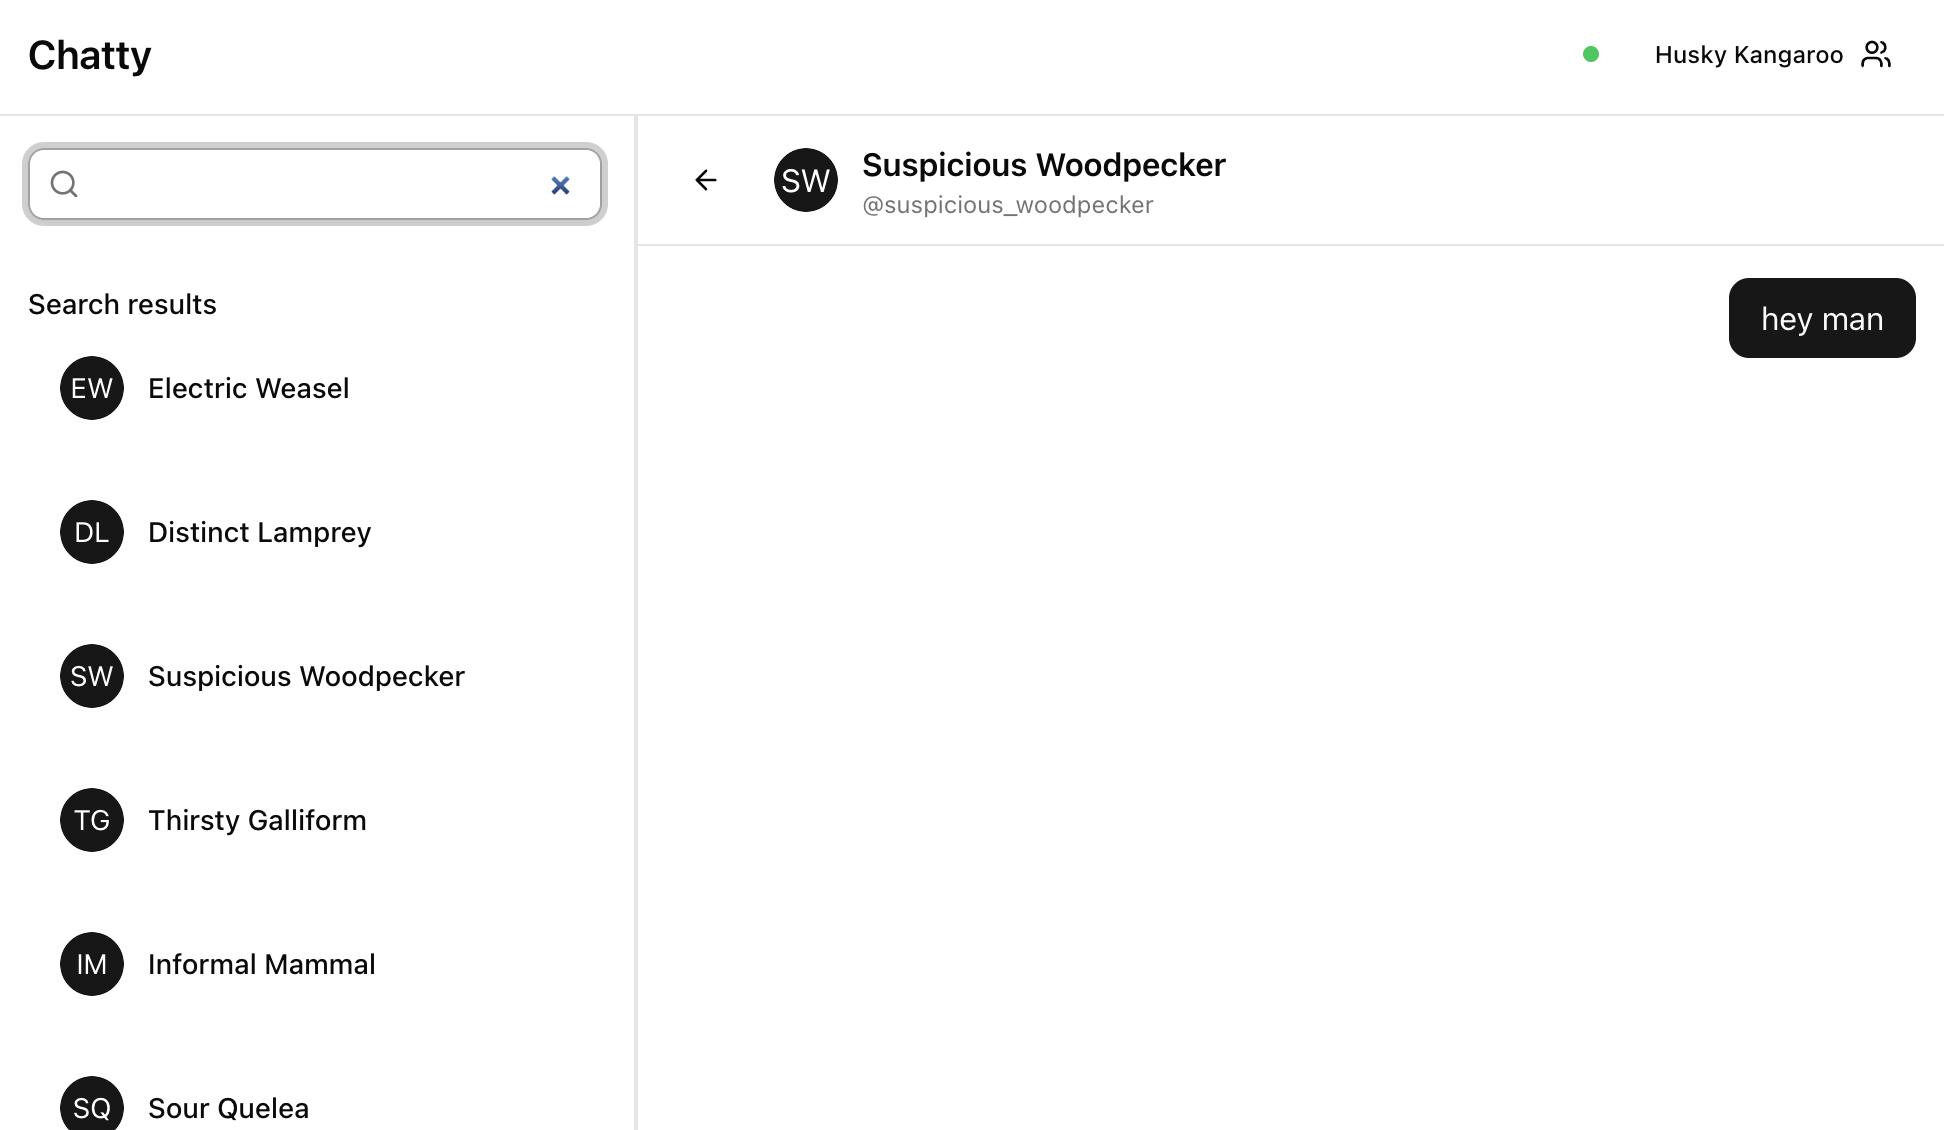 Chatty
Husky Kangaroo
Search results
EW Electric Weasel
DL Distinct Lamprey
SW Suspicious Woodpecker
TG Thirsty Galliform
IM Informal Mammal
SQ Sour Quelea
SW Suspicious Woodpecker
@suspicious_woodpecker
hey man